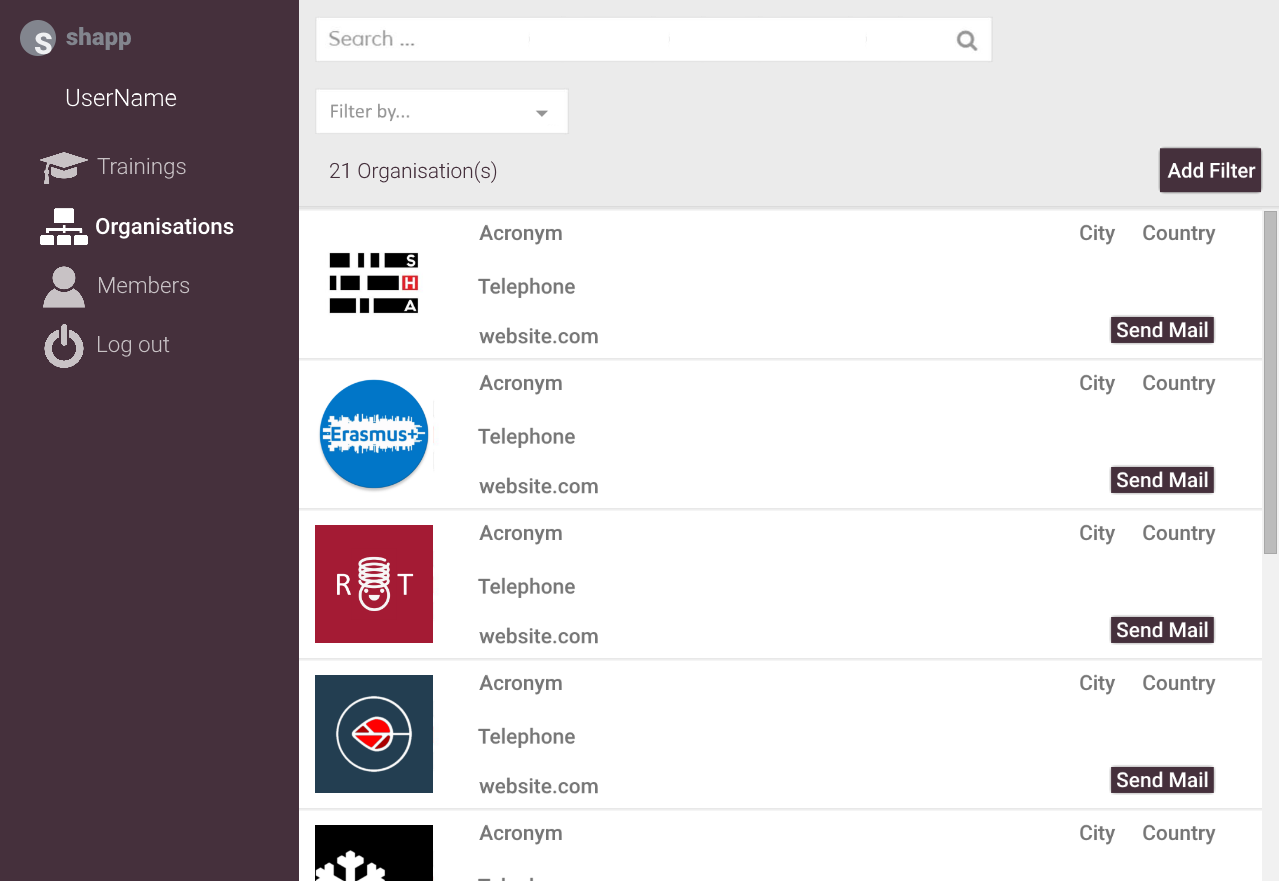 S shapp
UserName
Trainings
Organisations
Members
Log out
Search ...
Filter by...
21 Organisation(s)
Add Filter
S
H
A
Acronym
City Country
Telephone
website.com
Send Mail
Erasmus+
Acronym
City Country
Telephone
website.com
Send Mail
R T
Acronym
City Country
Telephone
website.com
Send Mail
Acronym
City Country
Telephone
website.com
Send Mail
Acronym
City Country